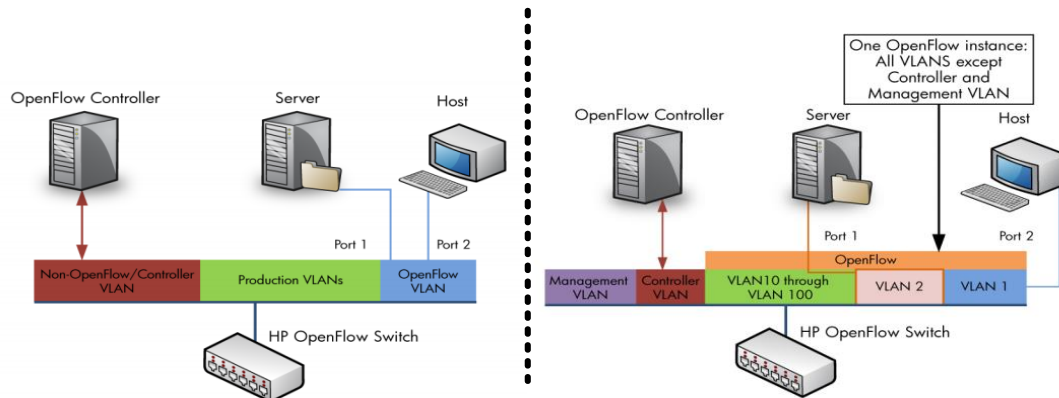 OpenFlow Controller
Server
Host
Port 1
Port 2
Non-OpenFlow/Controller
VLAN
Production VLANs
OpenFlow
VLAN
HP OpenFlow Switch
One OpenFlow instance:
All VLANS except
Controller and
Management VLAN
OpenFlow Controller
Server
Host
Port 1
Port 2
OpenFlow
Management
VLAN
Controller
VLAN
VLAN10 through
VLAN 100
VLAN 2
VLAN 1
HP OpenFlow Switch